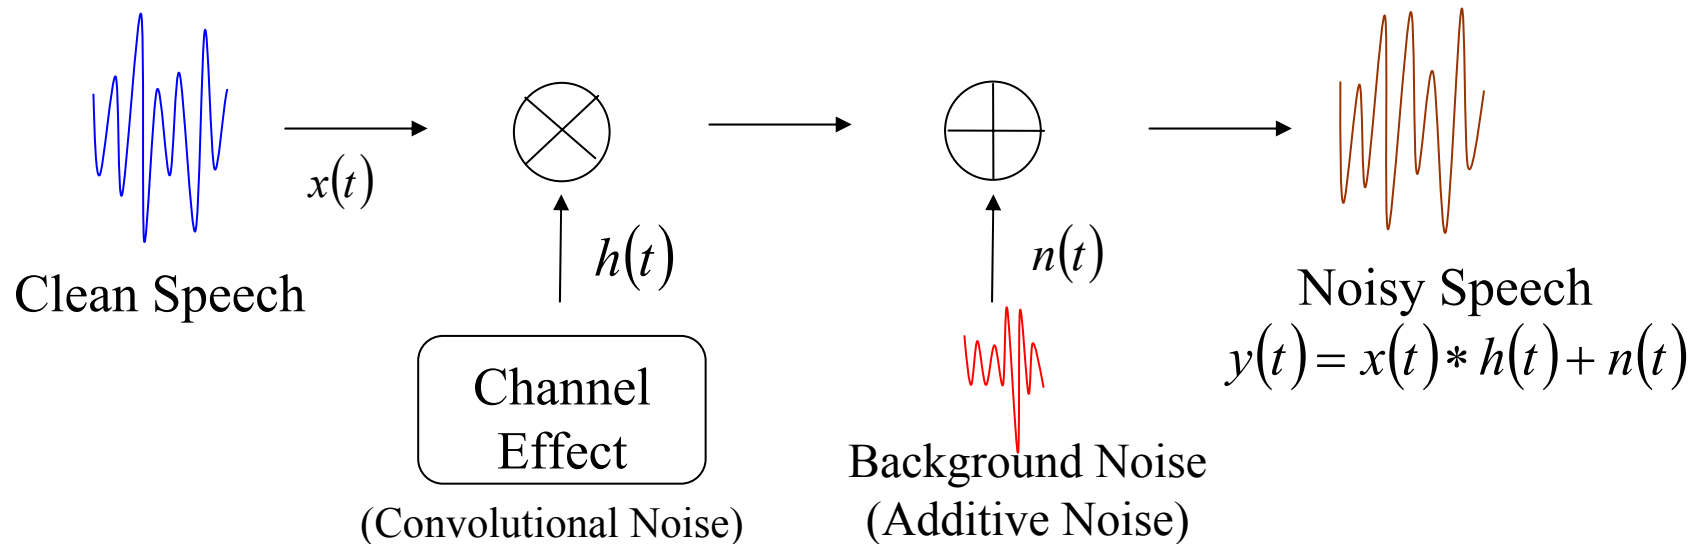 x(t)
h(t)
n(t)
Clean Speech
Noisy Speech
y(t) = x(t) * h(t) + n(t)
Channel
Effect
(Convolutional Noise)
Background Noise
(Additive Noise)